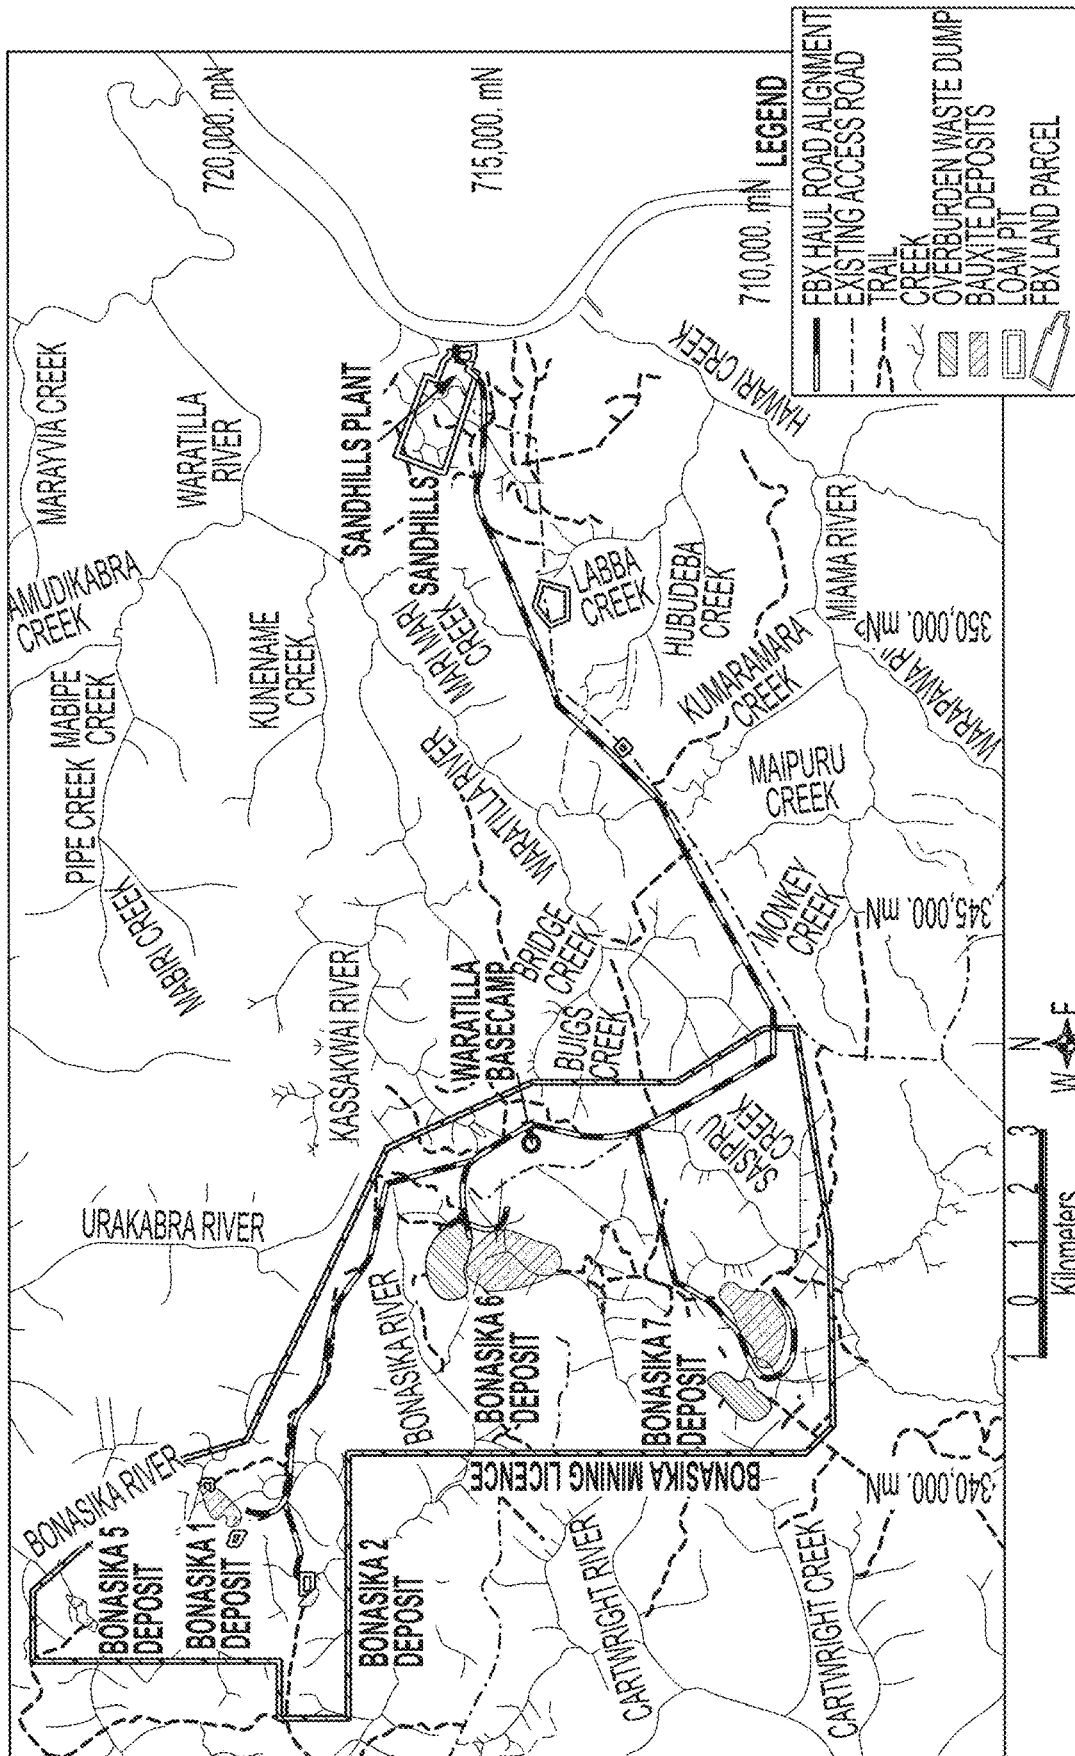 MARAYVIA CREEK
WARATILLA
RIVER
AMUDIKABRA
CREEK
MABIPE
CREEK
PIPE CREEK
KUNENAME
CREEK
MABIRI CREEK
KASSAKWAI RIVER
URAKABRA RIVER
720,000. mN
715,000. mN
710,000. mN
SANDHILLS PLANT
SANDHILLS
MARI MARI
CREEK
WARATILLA RIVER
LABBA
CREEK
HUBUDEBA
CREEK
HAWARI CREEK
KUMARAMARA
CREEK
MIAMA RIVER
350,000. mN
MAIPURU
CREEK
MONKEY
CREEK
345,000. mN
BRIDGE
CREEK
WARATILLA
BASECAMP
BUIGS
CREEK
SASIPRU
CREEK
BONASIKA RIVER
BONASIKA 6
DEPOSIT
BONASIKA 7
DEPOSIT
BONASIKA RIVER
BONASIKA 5
DEPOSIT
BONASIKA 1
DEPOSIT
BONASIKA 2
DEPOSIT
BONASIKA MINING LICENCE
CARTWRIGHT RIVER
CARTWRIGHT CREEK
340,000. mN
LEGEND
FBX HAUL ROAD ALIGNMENT
EXISTING ACCESS ROAD
TRAIL
CREEK
OVERBURDEN WASTE DUMP
BAUXITE DEPOSITS
LOAM PIT
FBX LAND PARCEL
N
W E
1 0 1 2 3
Kilometers